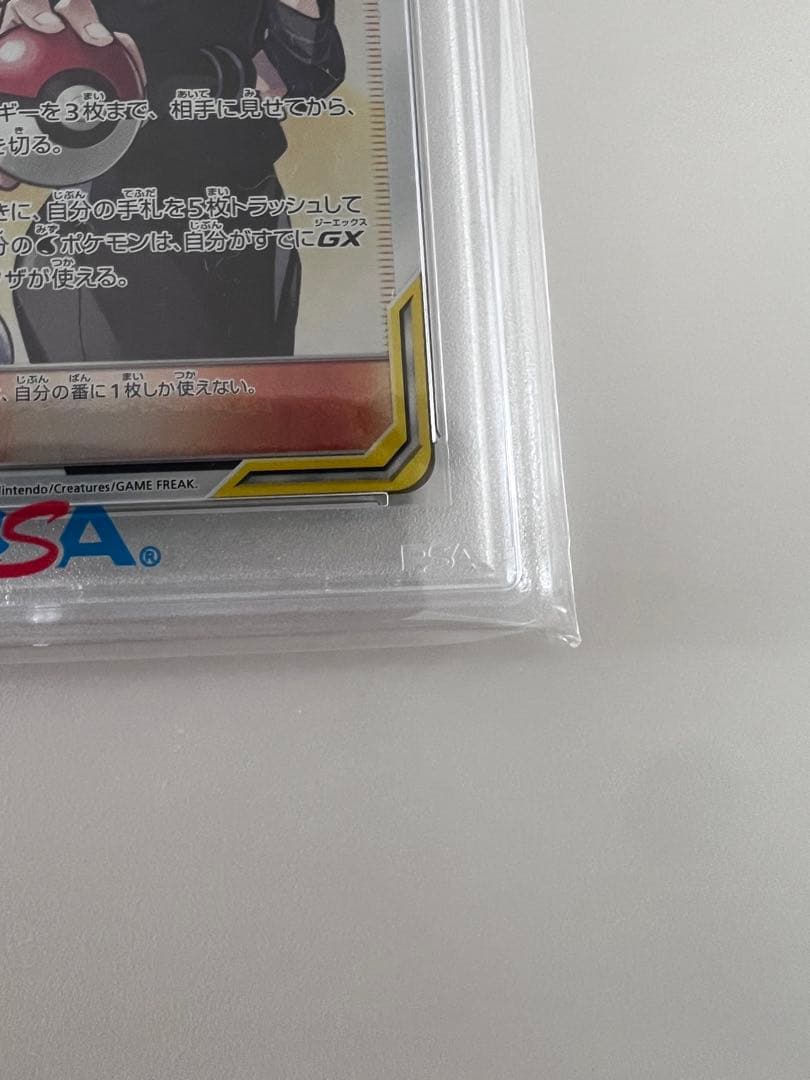 ギーを3枚まで、相手に見せてから、
を切る。
きに、自分の手札を5枚トラッシュして
分のポケモンは、自分がすでにGX
ワザが使える。
、自分の番に1枚しか使えない。
Nintendo/Creatures/GAME FREAK.
PSA®
PSA